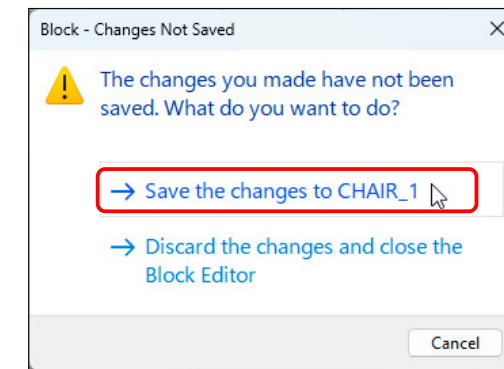 Block - Changes Not Saved
The changes you made have not been
saved. What do you want to do?
Save the changes to CHAIR_1
Discard the changes and close the
Block Editor
Cancel